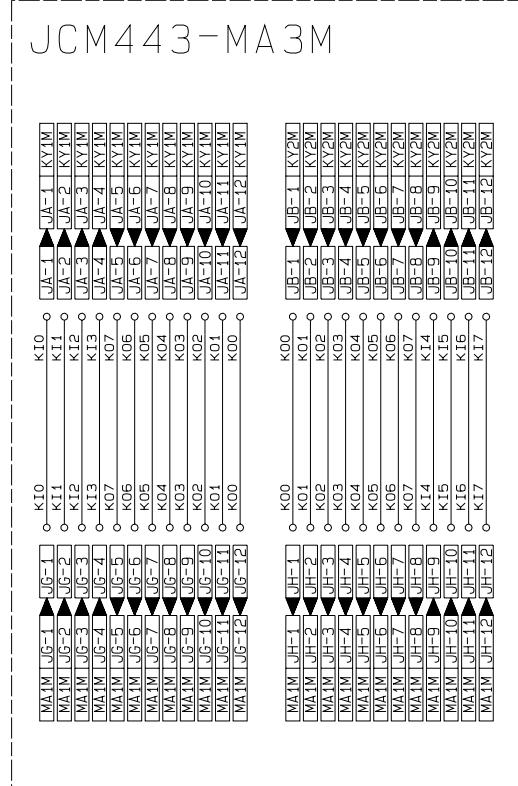 JCM443-MA3M
MA1M JG-1 JG-1 KI0 KI0 JA-1 JA-1 KY1M
MA1M JG-2 JG-2 KI1 KI1 JA-2 JA-2 KY1M
MA1M JG-3 JG-3 KI2 KI2 JA-3 JA-3 KY1M
MA1M JG-4 JG-4 KI3 KI3 JA-4 JA-4 KY1M
MA1M JG-5 JG-5 KO7 KO7 JA-5 JA-5 KY1M
MA1M JG-6 JG-6 KO6 KO6 JA-6 JA-6 KY1M
MA1M JG-7 JG-7 KO5 KO5 JA-7 JA-7 KY1M
MA1M JG-8 JG-8 KO4 KO4 JA-8 JA-8 KY1M
MA1M JG-9 JG-9 KO3 KO3 JA-9 JA-9 KY1M
MA1M JG-10 JG-10 KO2 KO2 JA-10 JA-10 KY1M
MA1M JG-11 JG-11 KO1 KO1 JA-11 JA-11 KY1M
MA1M JG-12 JG-12 KO0 KO0 JA-12 JA-12 KY1M
MA1M JH-1 JH-1 KO0 KO0 JB-1 JB-1 KY2M
MA1M JH-2 JH-2 KO1 KO1 JB-2 JB-2 KY2M
MA1M JH-3 JH-3 KO2 KO2 JB-3 JB-3 KY2M
MA1M JH-4 JH-4 KO3 KO3 JB-4 JB-4 KY2M
MA1M JH-5 JH-5 KO4 KO4 JB-5 JB-5 KY2M
MA1M JH-6 JH-6 KO5 KO5 JB-6 JB-6 KY2M
MA1M JH-7 JH-7 KO6 KO6 JB-7 JB-7 KY2M
MA1M JH-8 JH-8 KO7 KO7 JB-8 JB-8 KY2M
MA1M JH-9 JH-9 KI4 KI4 JB-9 JB-9 KY2M
MA1M JH-10 JH-10 KI5 KI5 JB-10 JB-10 KY2M
MA1M JH-11 JH-11 KI6 KI6 JB-11 JB-11 KY2M
MA1M JH-12 JH-12 KI7 KI7 JB-12 JB-12 KY2M